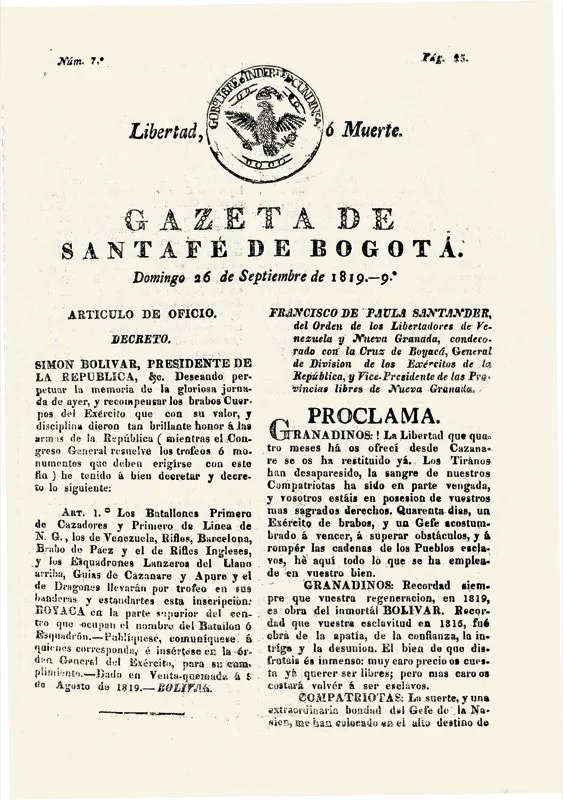 Núm. 7.º
Pág. 25.
GOB. LIBRE É INDEP. DE CUNDIN.CA
Libertad, ó Muerte.
GAZETA DE
SANTAFÉ DE BOGOTÁ.
Domingo 26 de Septiembre de 1819.—9.º
ARTICULO DE OFICIO.
DECRETO.
SIMON BOLIVAR, PRESIDENTE DE
LA REPUBLICA, &c. Deseando per-
petuar la memoria de la gloriosa jorna-
da de ayer, y recompensar los brabos Cuer-
pos del Exército que con su valor, y
disciplina dieron tan brillante honor á las
armas de la República ( mientras el Con-
greso General resuelve los trofeos ó mo-
numentos que deben erigirse con este
fin ) he tenido á bien decretar y decre-
to lo siguiente:
ART. 1.º Los Batallones Primero
de Cazadores y Primero de Linea de
N. G., los de Venezuela, Rifles, Barcelona,
Brabo de Paez y el de Rifles Ingleses,
y los Esquadrones Lanzeros del Llano
arriba, Guias de Cazanare y Apure y el
de Dragones llevarán por trofeo en sus
banderas y estandartes esta inscripcion:
BOYACA en la parte superior del cen-
tro que ocupan el nombre del Batallon ó
Esquadrón.—Publíquese, comuníquese á
quienes corresponda, é insértese en la ór-
den General del Exército, para su cum-
plimiento.—Dado en Venta-quemada á 8
de Agosto de 1819.—BOLIVAR.
FRANCISCO DE PAULA SANTANDER,
del Orden de los Libertadores de Ve-
nezuela y Nueva Granada, condeco-
rado con la Cruz de Boyacá, General
de Division de los Exércitos de la
República, y Vice-Presidente de las Pro-
vincias libres de Nueva Granada.
PROCLAMA.
GRANADINOS:! La Libertad que qua-
tro meses há os ofrecí desde Cazana-
re se os ha restituido yá. Los Tiranos
han desaparecido, la sangre de nuestros
Compatriotas ha sido en parte vengada,
y vosotros estáis en posesion de vuestros
mas sagrados derechos. Quarenta dias, un
Exército de brabos, y un Gefe acostum-
brado á vencer, á superar obstáculos, y á
rompér las cadenas de los Pueblos escla-
vos, hé aquí todo lo que se ha emplea-
do en vuestro bien.
GRANADINOS: Recordad siem-
pre que vuestra regeneracion, en 1819,
es obra del inmortál BOLIVAR. Recor-
dad que vuestra esclavitud en 1816, fué
obra de la apatía, de la confianza, la in-
triga y la desunion. El bien de que dis-
frutais és inmenso: muy caro precio os cues-
ta yá querer ser libres; pero mas caro os
costará volvér á ser esclavos.
COMPATRIOTAS: La suerte, y una
extraordinaria bondad del Gefe de la Na-
sion, me han colocado en el alto destino de